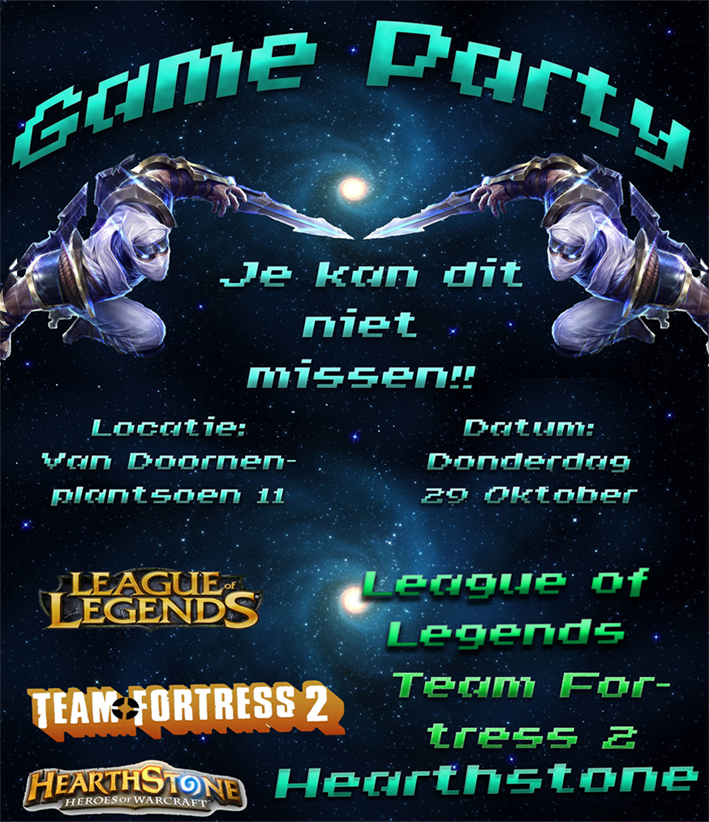 Game Party
Je kan dit
niet
missen!!
Locatie:
Van Doornen-
plantsoen 11
Datum:
Donderdag
29 Oktober
LEAGUE of
LEGENDS
League of
Legends
TEAM FORTRESS 2
Team For-
tress 2
HEARTHSTONE
HEROES OF WARCRAFT
Hearthstone